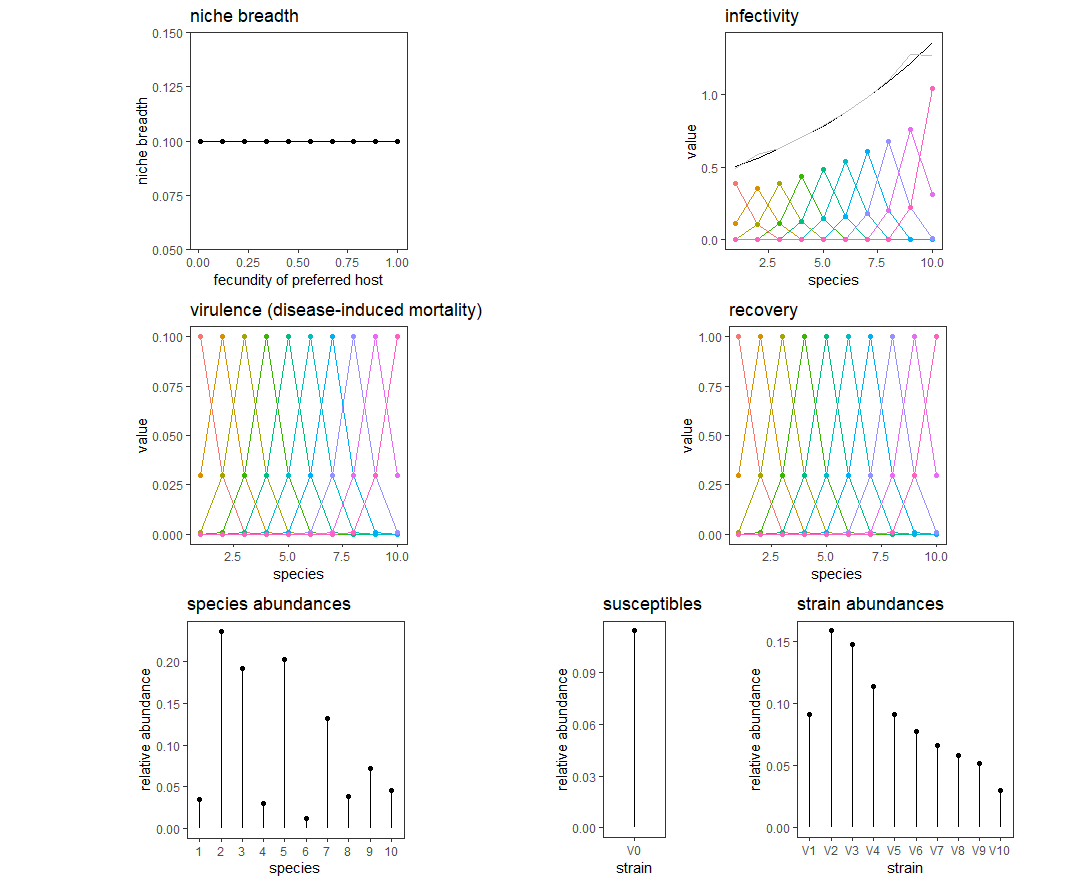 niche breadth
niche breadth
0.150
0.125
0.100
0.075
0.050
0.00 0.25 0.50 0.75 1.00
fecundity of preferred host
infectivity
value
1.0
0.5
0.0
2.5 5.0 7.5 10.0
species
virulence (disease-induced mortality)
value
0.100
0.075
0.050
0.025
0.000
2.5 5.0 7.5 10.0
species
recovery
value
1.00
0.75
0.50
0.25
0.00
2.5 5.0 7.5 10.0
species
species abundances
relative abundance
0.20
0.15
0.10
0.05
0.00
1 2 3 4 5 6 7 8 9 10
species
susceptibles
relative abundance
0.09
0.06
0.03
0.00
V0
strain
strain abundances
relative abundance
0.15
0.10
0.05
0.00
V1 V2 V3 V4 V5 V6 V7 V8 V9 V10
strain